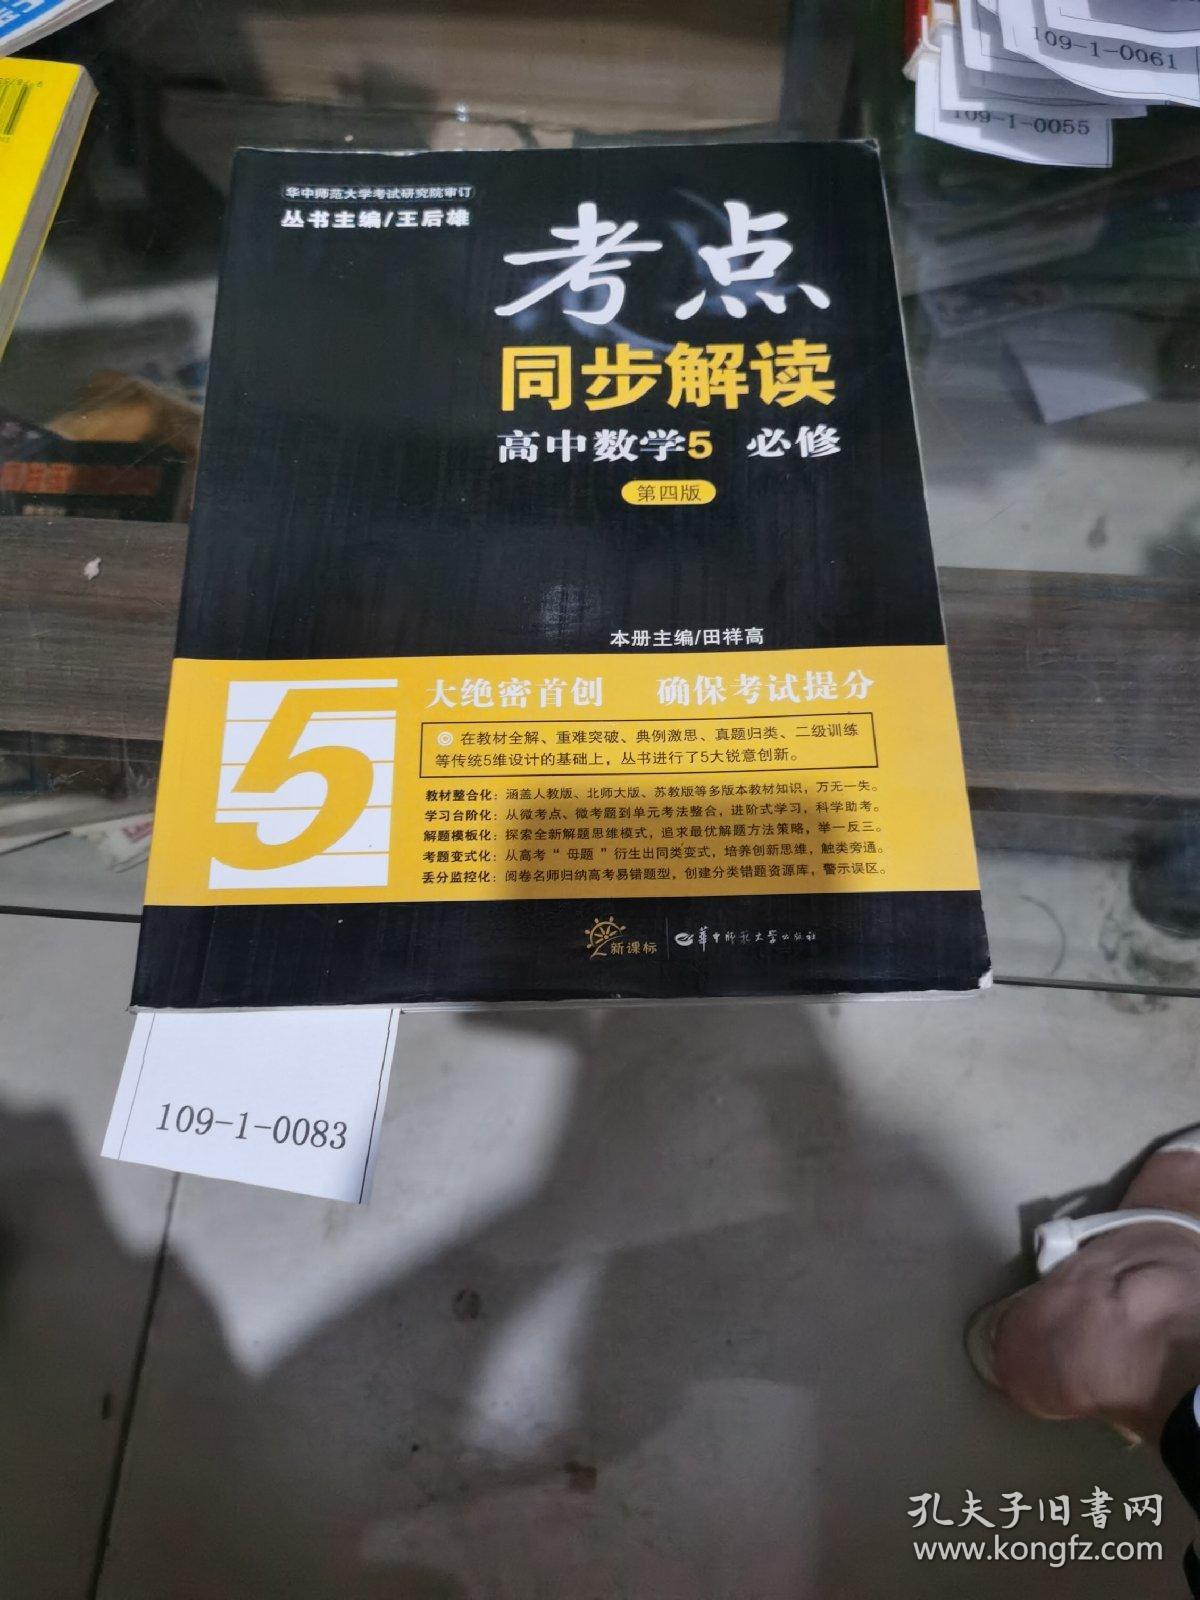 109-1-0061
109-1-0055
华中师范大学考试研究院审订
丛书主编/王后雄
考点
同步解读
高中数学5 必修
第四版
本册主编/田祥高
5
大绝密首创 确保考试提分
◎ 在教材全解、重难突破、典例激思、真题归类、二级训练
等传统5维设计的基础上，丛书进行了5大锐意创新。
教材整合化：涵盖人教版、北师大版、苏教版等多版本教材知识，万无一失。
学习台阶化：从微考点、微考题到单元考法整合，进阶式学习，科学助考。
解题模板化：探索全新解题思维模式，追求最优解题方法策略，举一反三。
考题变式化：从高考“母题”衍生出同类变式，培养创新思维，触类旁通。
丢分监控化：阅卷名师归纳高考易错题型，创建分类错题资源库，警示误区。
新课标 华中师范大学出版社
109-1-0083
孔夫子旧书网
www.kongfz.com